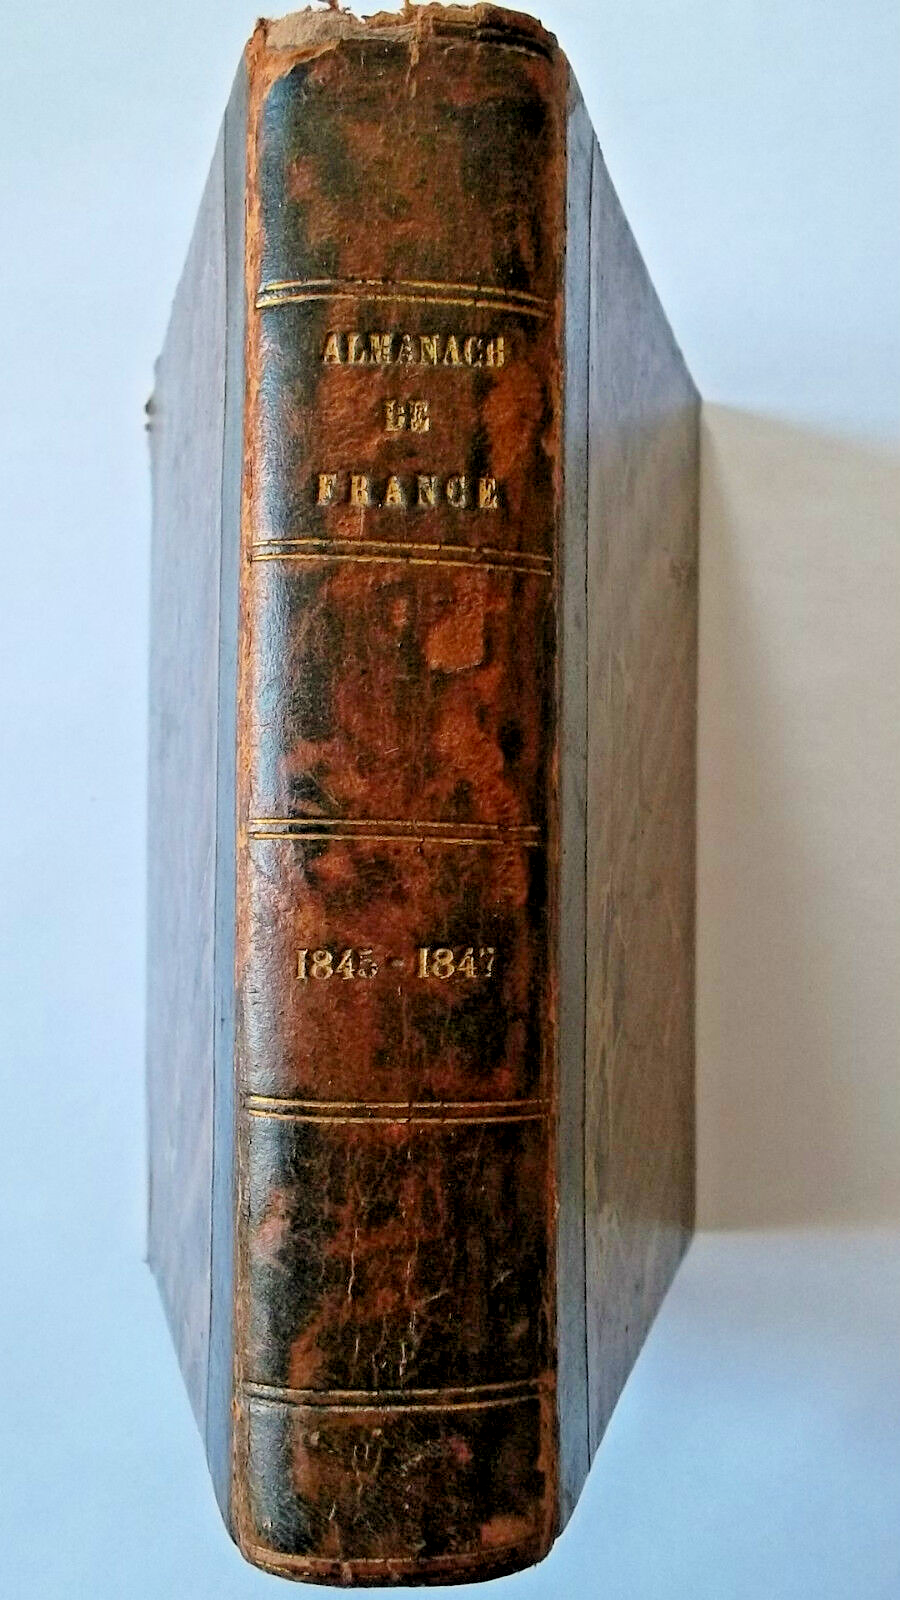 ALMANACH
DE
FRANCE
1845 - 1847